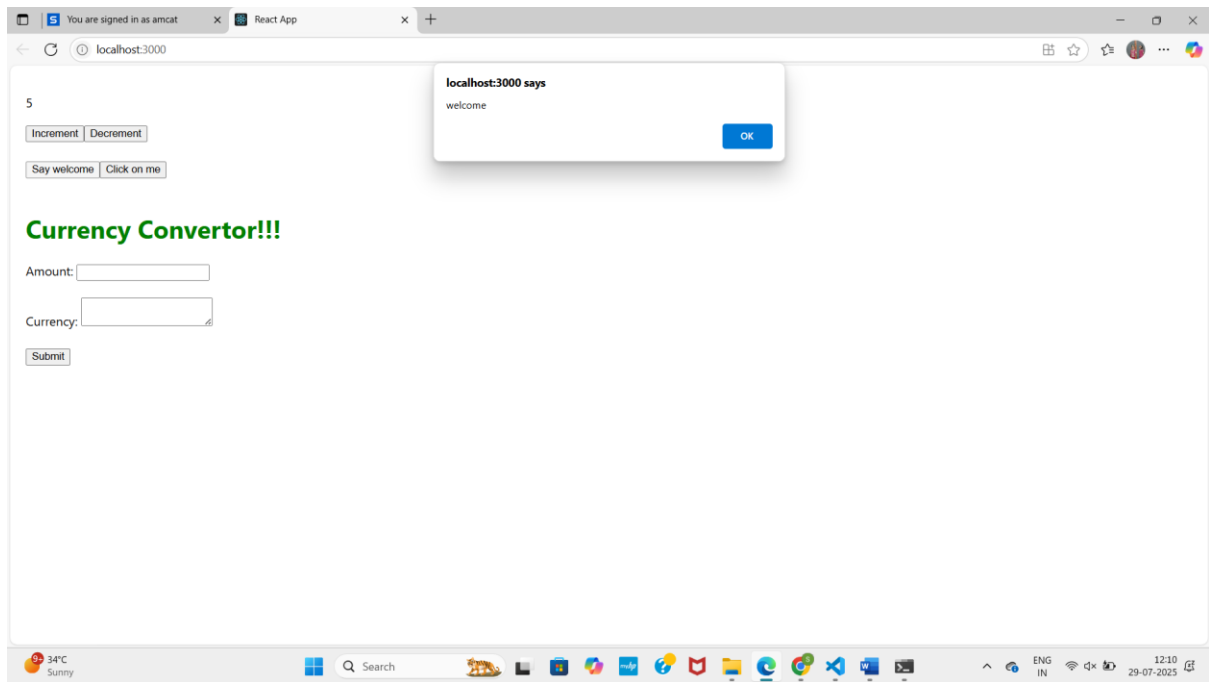 You are signed in as amcat
React App
localhost:3000
localhost:3000 says
welcome
OK
5
Increment Decrement
Say welcome Click on me
Currency Convertor!!!
Amount:
Currency:
Submit
9+
34°C
Sunny
Search
ENG
IN
12:10
29-07-2025